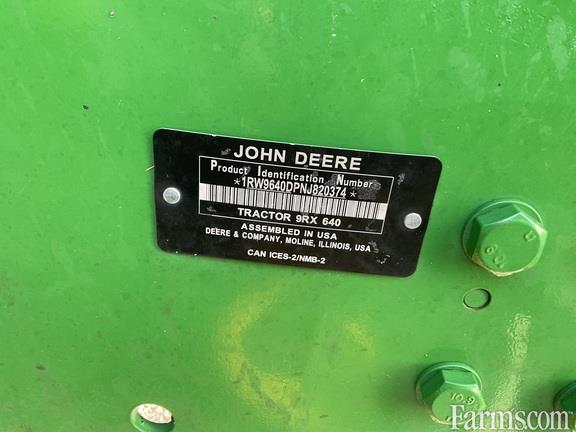 JOHN DEERE
Product Identification Number
*1RW9640DPNJ820374*
TRACTOR 9RX 640
ASSEMBLED IN USA
DEERE & COMPANY, MOLINE, ILLINOIS, USA
CAN ICES-2/NMB-2
10.9
Farms.com